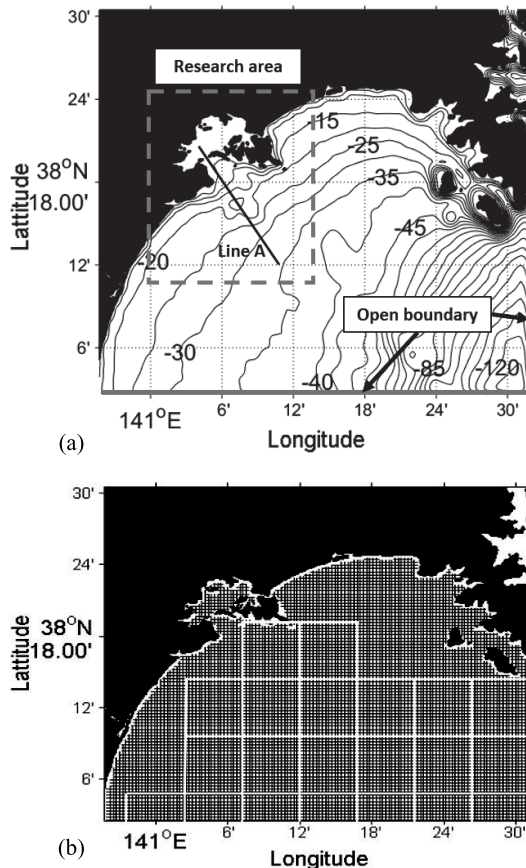 30'
Research area
24'
-15
-25
38°N
18.00'
-35
-45
Lattitude
Line A
-20
12'
Open boundary
6'
-30
-40
-85
-120
141°E
6'
12'
18'
24'
30'
(a)
Longitude
30'
24'
38°N
18.00'
Lattitude
12'
6'
141°E
6'
12'
18'
24'
30'
(b)
Longitude